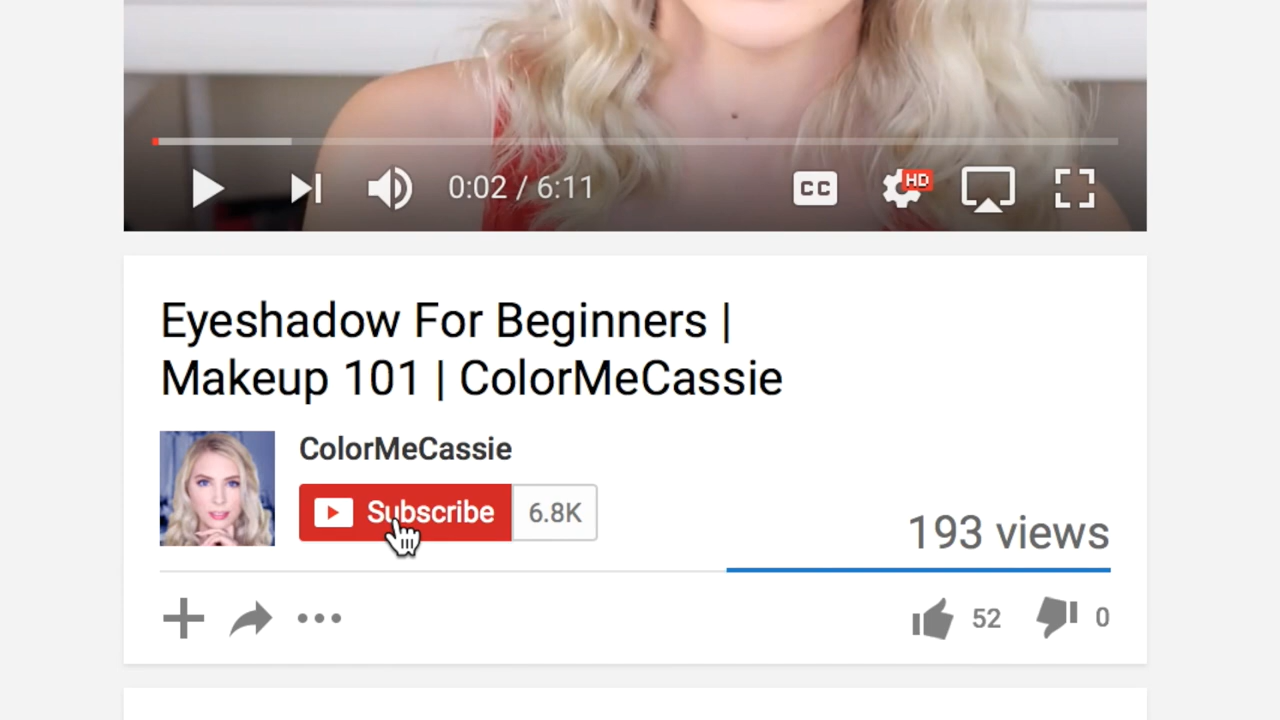 0:02 / 6:11
CC
HD
Eyeshadow For Beginners |
Makeup 101 | ColorMeCassie
ColorMeCassie
Subscribe 6.8K
193 views
52 0